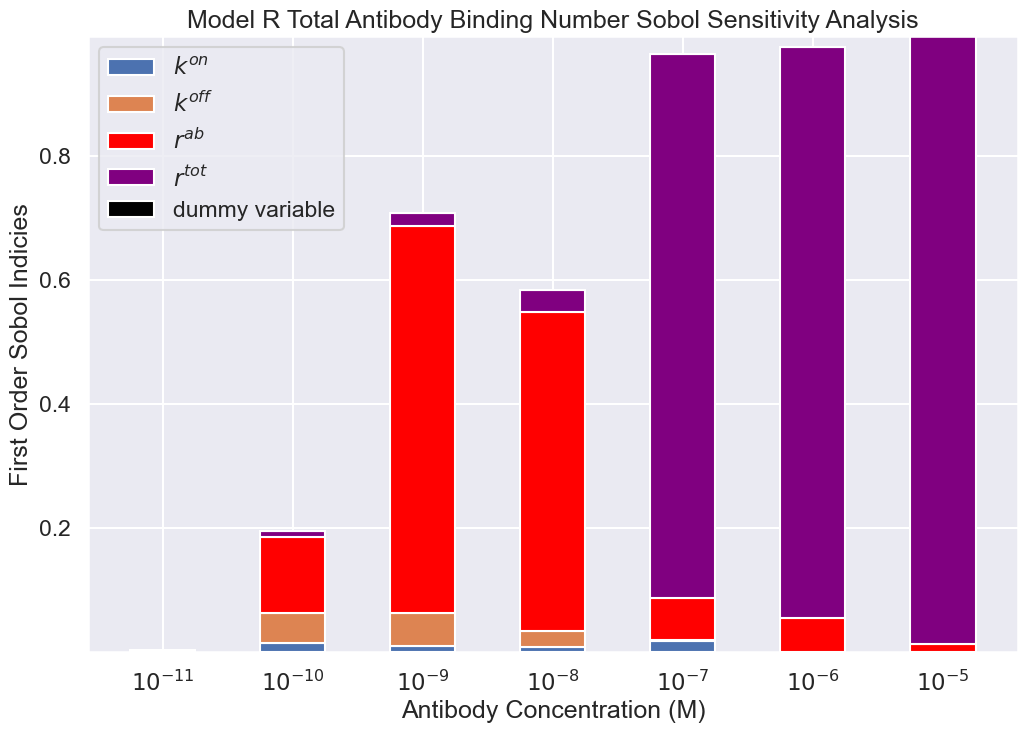 Model R Total Antibody Binding Number Sobol Sensitivity Analysis
k^{on}
k^{off}
r^{ab}
r^{tot}
dummy variable
First Order Sobol Indicies
0.8
0.6
0.4
0.2
10^{-11} 10^{-10} 10^{-9} 10^{-8} 10^{-7} 10^{-6} 10^{-5}
Antibody Concentration (M)